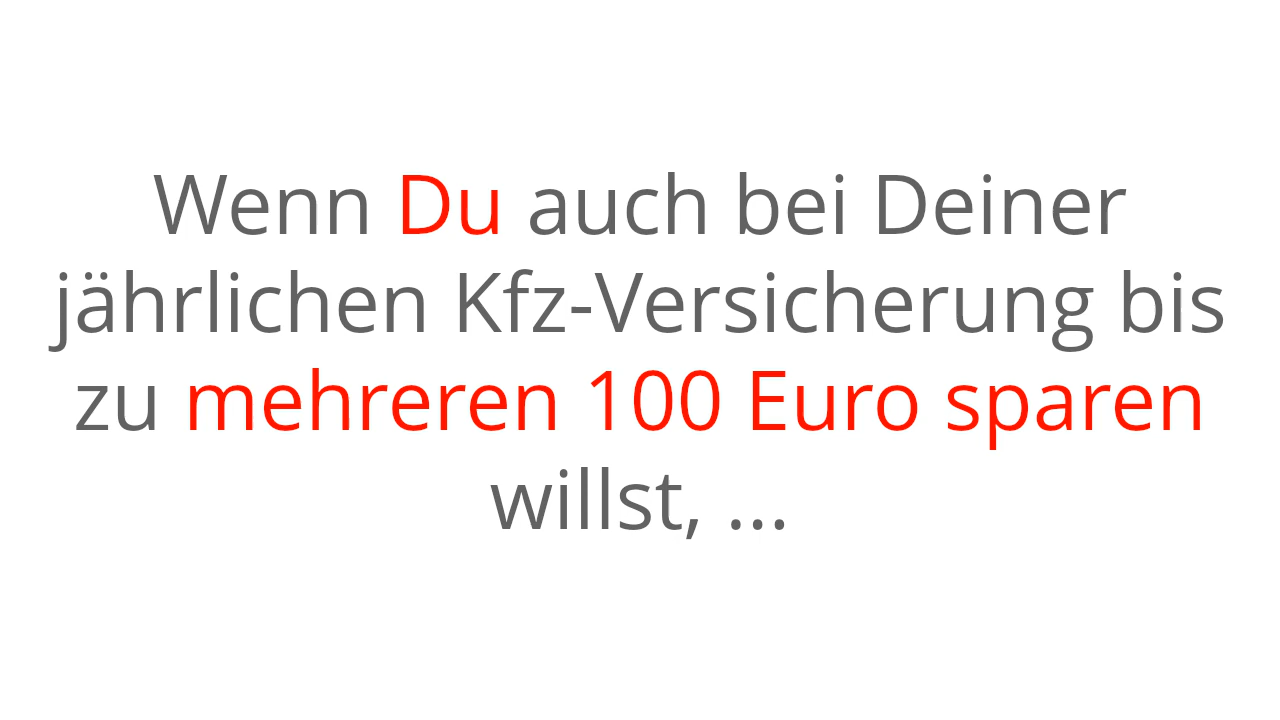 Wenn Du auch bei Deiner
jährlichen Kfz-Versicherung bis
zu mehreren 100 Euro sparen
willst, ...